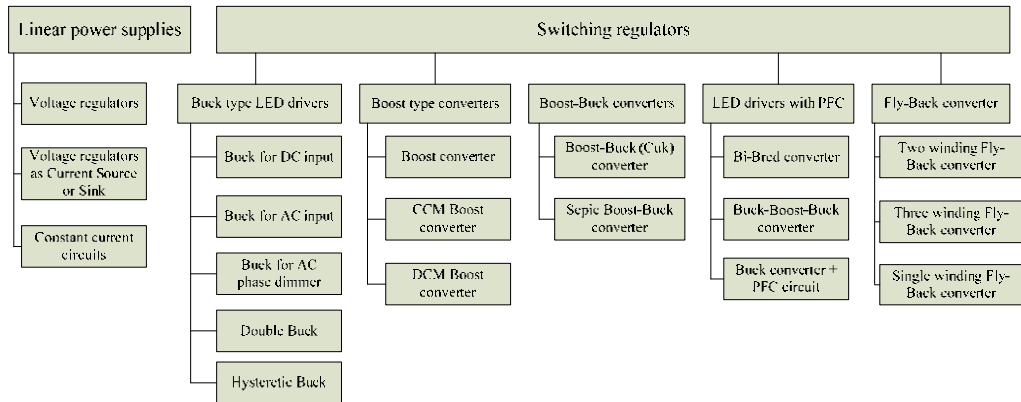 Linear power supplies
Switching regulators
Voltage regulators
Voltage regulators
as Current Source
or Sink
Constant current
circuits
Buck type LED drivers
Buck for DC input
Buck for AC input
Buck for AC
phase dimmer
Double Buck
Hysteretic Buck
Boost type converters
Boost converter
CCM Boost
converter
DCM Boost
converter
Boost-Buck converters
Boost-Buck (Cuk)
converter
Sepic Boost-Buck
converter
LED drivers with PFC
Bi-Bred converter
Buck-Boost-Buck
converter
Buck converter +
PFC circuit
Fly-Back converter
Two winding Fly-
Back converter
Three winding Fly-
Back converter
Single winding Fly-
Back converter